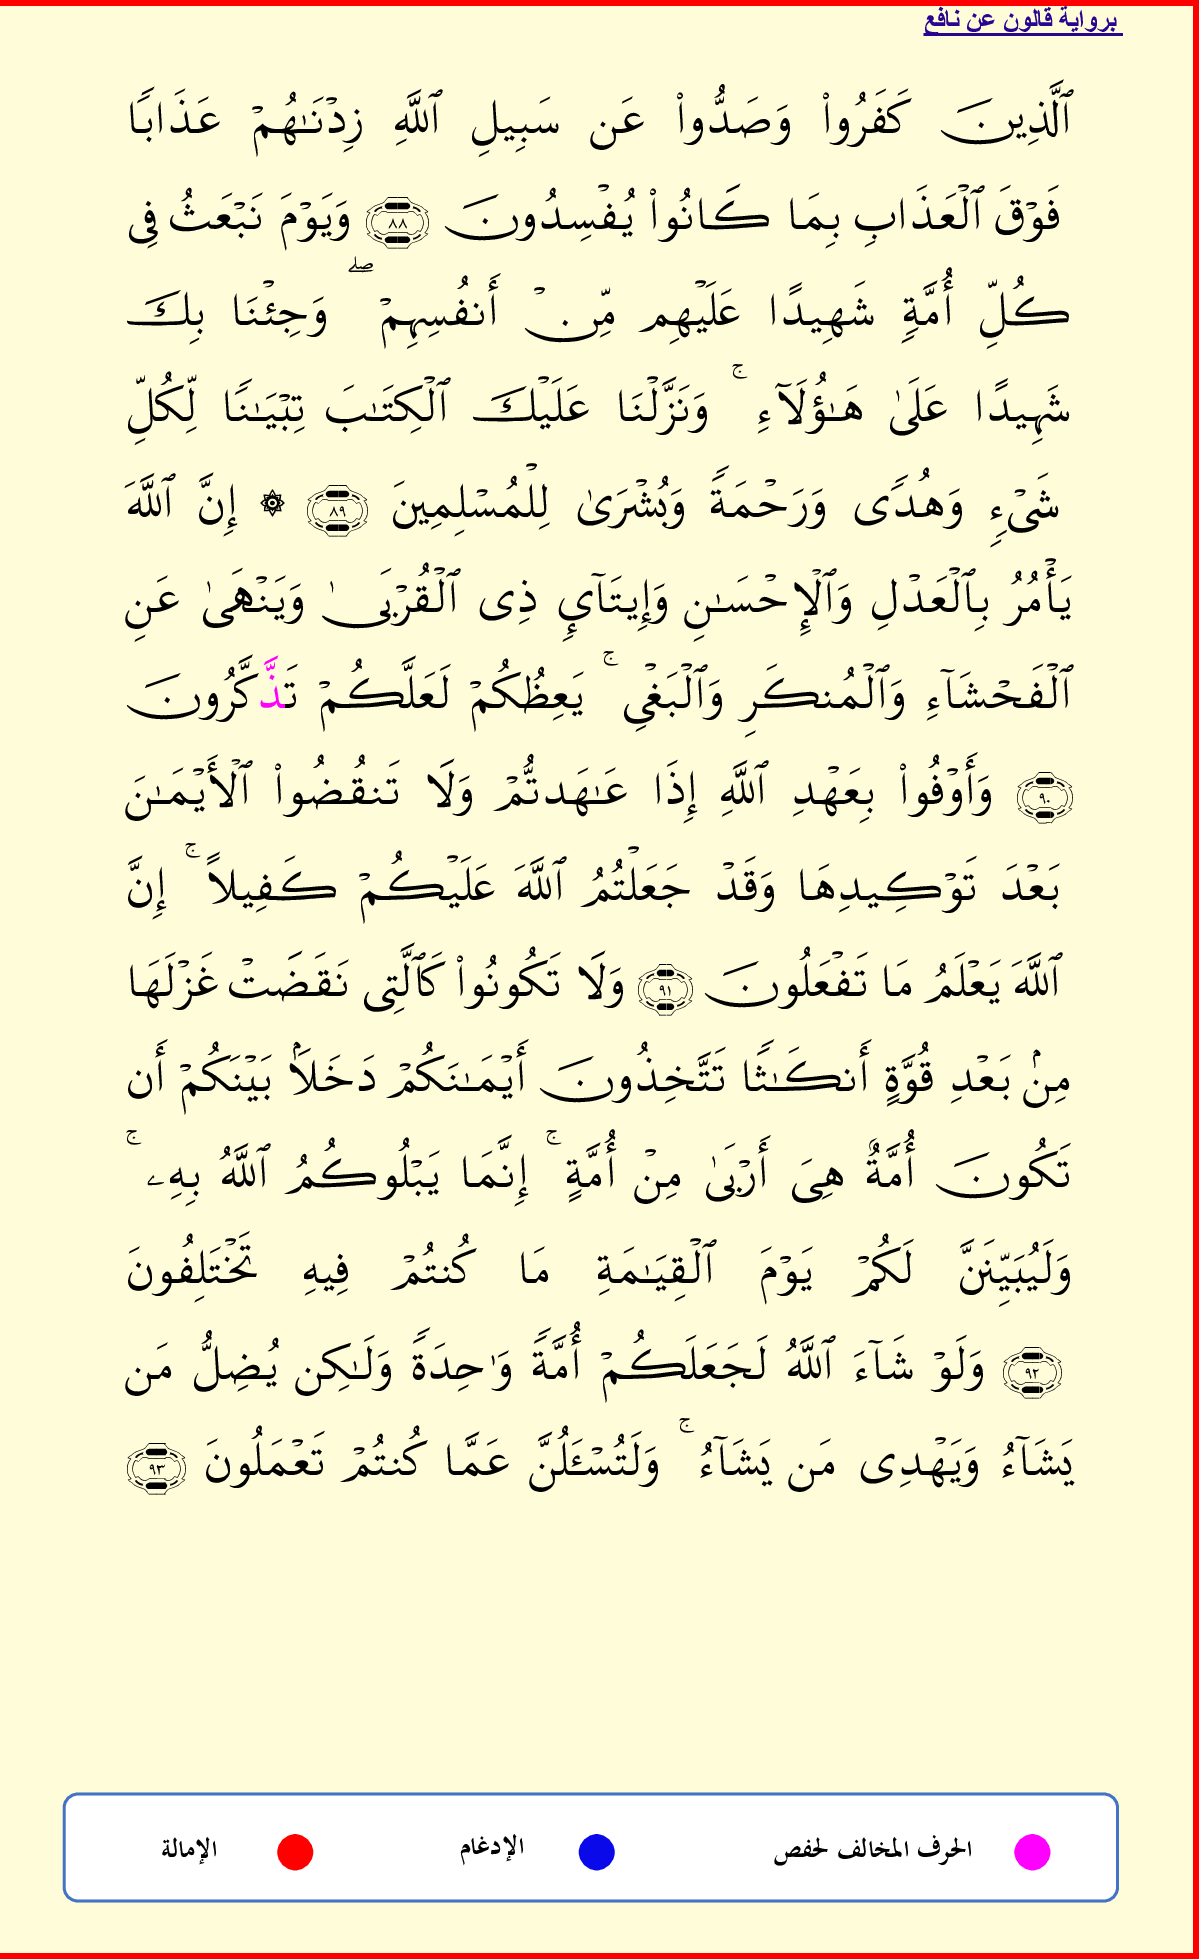 برواية قالون عن نافع
ٱلَّذِينَ كَفَرُواْ وَصَدُّواْ عَن سَبِيلِ ٱللَّهِ زِدْنَـٰهُمْ عَذَابًا
فَوْقَ ٱلْعَذَابِ بِمَا كَانُواْ يُفْسِدُونَ ٨٨ وَيَوْمَ نَبْعَثُ فِى
كُلِّ أُمَّةٍ شَهِيدًا عَلَيْهِم مِّنْ أَنفُسِهِمْ ۖ وَجِئْنَا بِكَ
شَهِيدًا عَلَىٰ هَـٰؤُلَآءِ ۚ وَنَزَّلْنَا عَلَيْكَ ٱلْكِتَـٰبَ تِبْيَـٰنًا لِّكُلِّ
شَىْءٍ وَهُدًى وَرَحْمَةً وَبُشْرَىٰ لِلْمُسْلِمِينَ ٨٩ ۞ إِنَّ ٱللَّهَ
يَأْمُرُ بِٱلْعَدْلِ وَٱلْإِحْسَـٰنِ وَإِيتَآىِٕ ذِى ٱلْقُرْبَىٰ وَيَنْهَىٰ عَنِ
ٱلْفَحْشَآءِ وَٱلْمُنكَرِ وَٱلْبَغْىِ ۚ يَعِظُكُمْ لَعَلَّكُمْ تَذَّكَّرُونَ
٩٠ وَأَوْفُواْ بِعَهْدِ ٱللَّهِ إِذَا عَـٰهَدتُّمْ وَلَا تَنقُضُواْ ٱلْأَيْمَـٰنَ
بَعْدَ تَوْكِيدِهَا وَقَدْ جَعَلْتُمُ ٱللَّهَ عَلَيْكُمْ كَفِيلاً ۚ إِنَّ
ٱللَّهَ يَعْلَمُ مَا تَفْعَلُونَ ٩١ وَلَا تَكُونُواْ كَٱلَّتِى نَقَضَتْ غَزْلَهَا
مِنۢ بَعْدِ قُوَّةٍ أَنكَـٰثًا تَتَّخِذُونَ أَيْمَـٰنَكُمْ دَخَلاَۢ بَيْنَكُمْ أَن
تَكُونَ أُمَّةٌ هِىَ أَرْبَىٰ مِنْ أُمَّةٍ ۚ إِنَّمَا يَبْلُوكُمُ ٱللَّهُ بِهِۦ ۚ
وَلَيُبَيِّنَنَّ لَكُمْ يَوْمَ ٱلْقِيَـٰمَةِ مَا كُنتُمْ فِيهِ تَخْتَلِفُونَ
٩٢ وَلَوْ شَآءَ ٱللَّهُ لَجَعَلَكُمْ أُمَّةً وَٰحِدَةً وَلَـٰكِن يُضِلُّ مَن
يَشَآءُ وَيَهْدِى مَن يَشَآءُ ۚ وَلَتُسْـَٔلُنَّ عَمَّا كُنتُمْ تَعْمَلُونَ ٩٣
الحرف المخالف لحفص الإدغام الإمالة